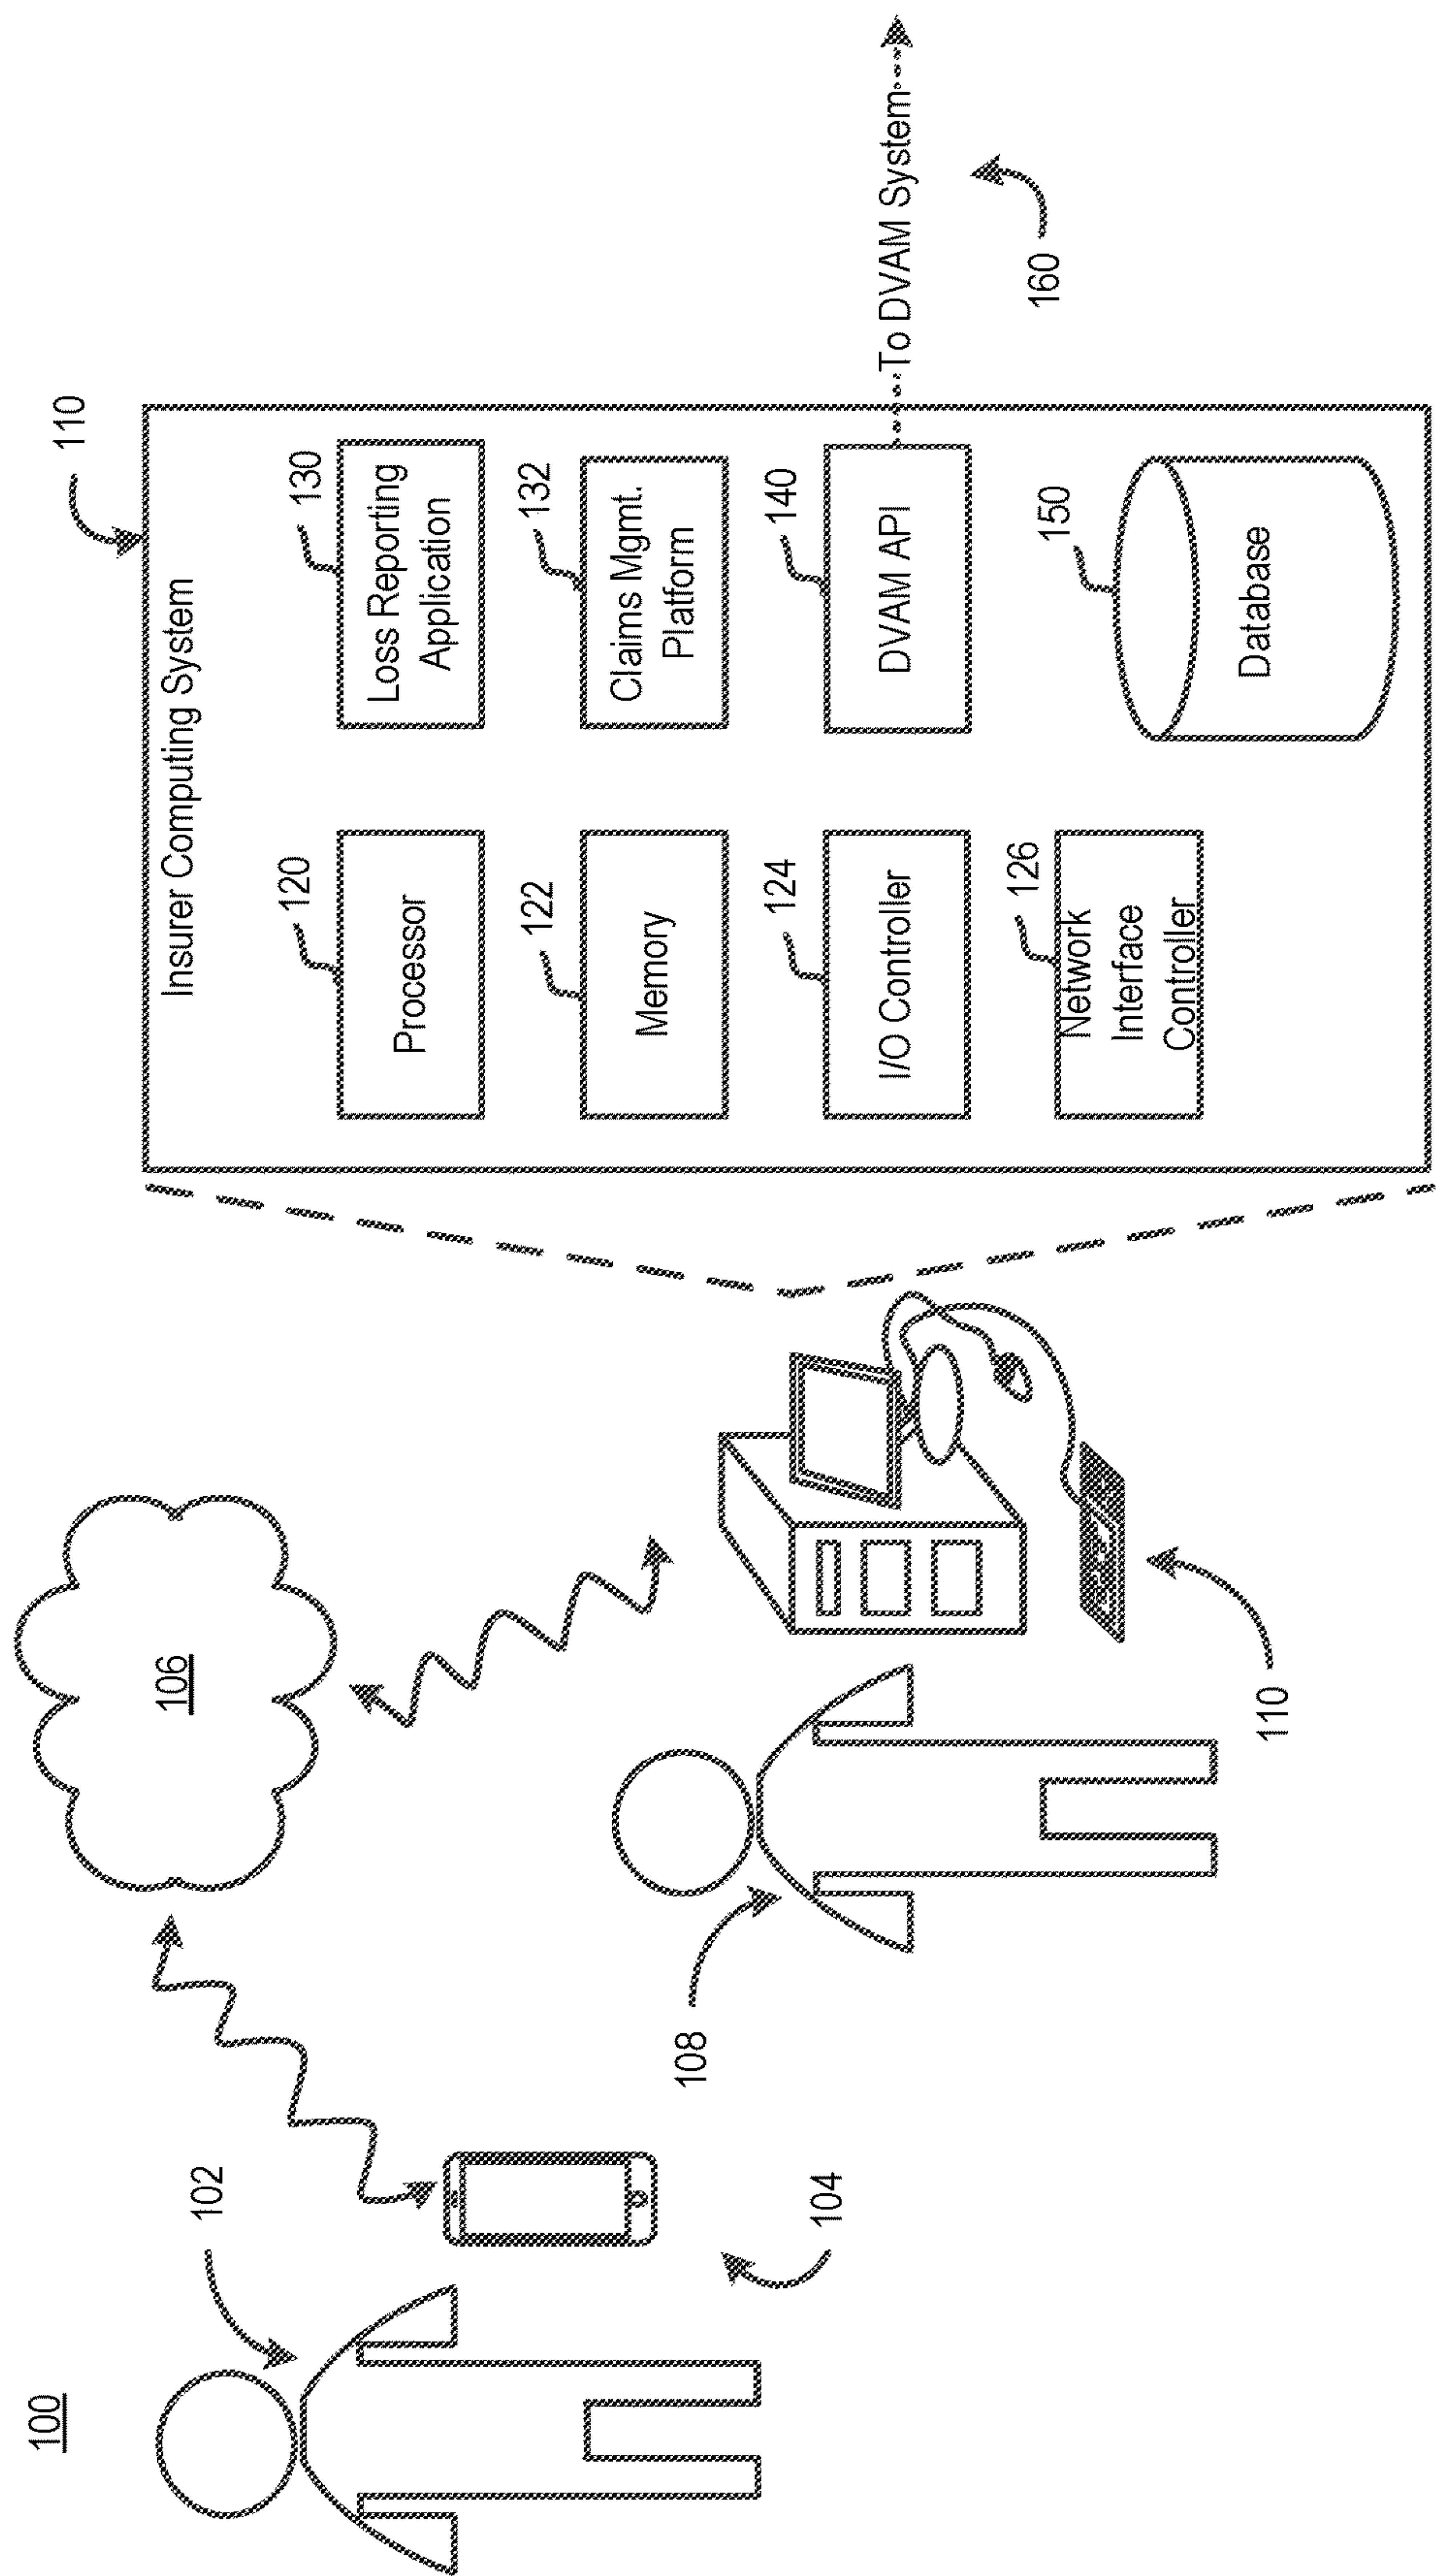 100
102
104
106
108
110
110
Insurer Computing System
120
Processor
122
Memory
124
I/O Controller
126
Network
Interface
Controller
130
Loss Reporting
Application
132
Claims Mgmt.
Platform
140
DVAM API
150
Database
To DVAM System
160